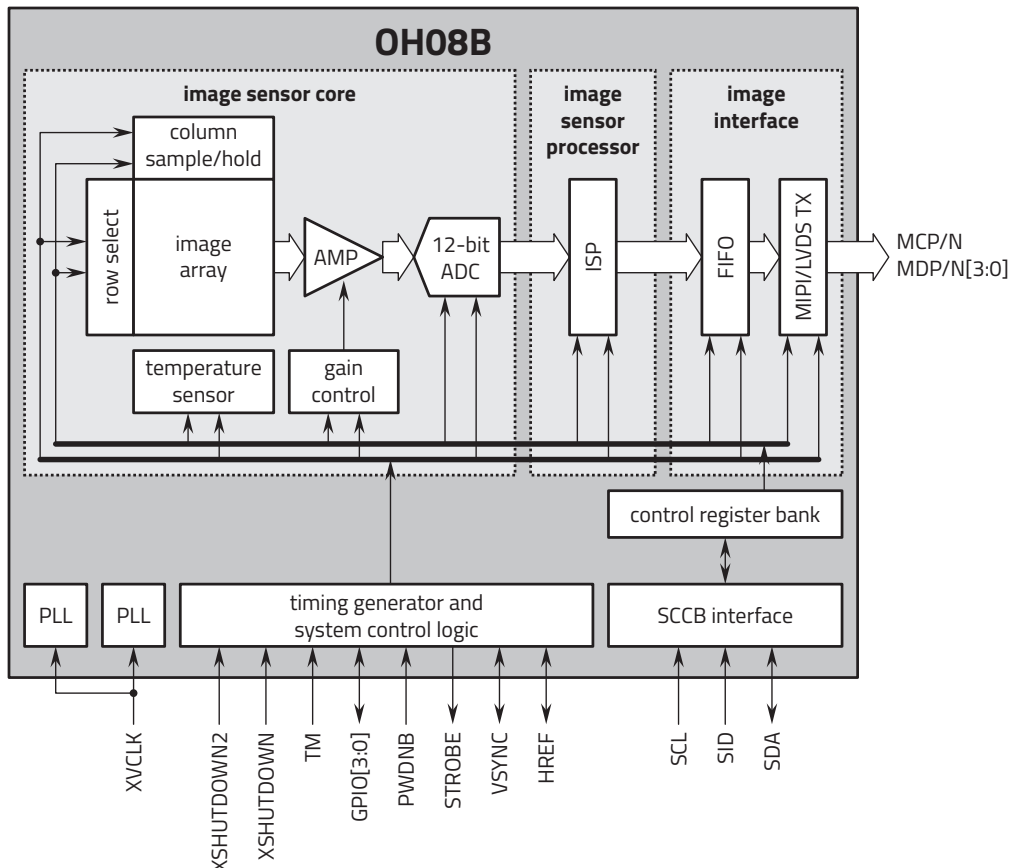 OH08B
image sensor core
image
sensor
processor
image
interface
column
sample/hold
row select
image
array
AMP
12-bit
ADC
ISP
FIFO
MIPI/LVDS TX
MCP/N
MDP/N[3:0]
temperature
sensor
gain
control
control register bank
PLL
PLL
timing generator and
system control logic
SCCB interface
XVCLK
XSHUTDOWN2
XSHUTDOWN
TM
GPIO[3:0]
PWDNB
STROBE
VSYNC
HREF
SCL
SID
SDA